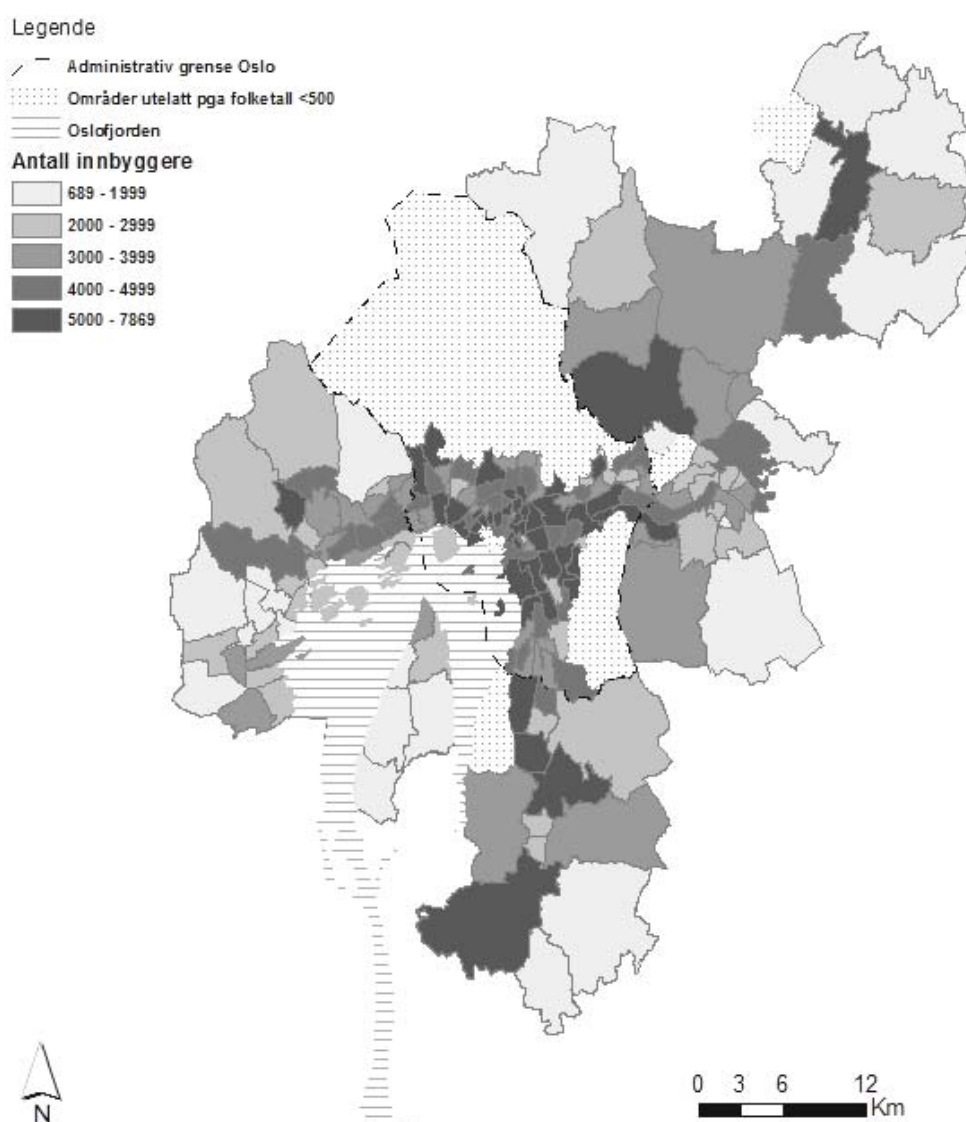 Legende
Administrativ grense Oslo
Områder utelatt pga folketall <500
Oslofjorden
Antall innbyggere
689 - 1999
2000 - 2999
3000 - 3999
4000 - 4999
5000 - 7869
N
0 3 6 12
Km